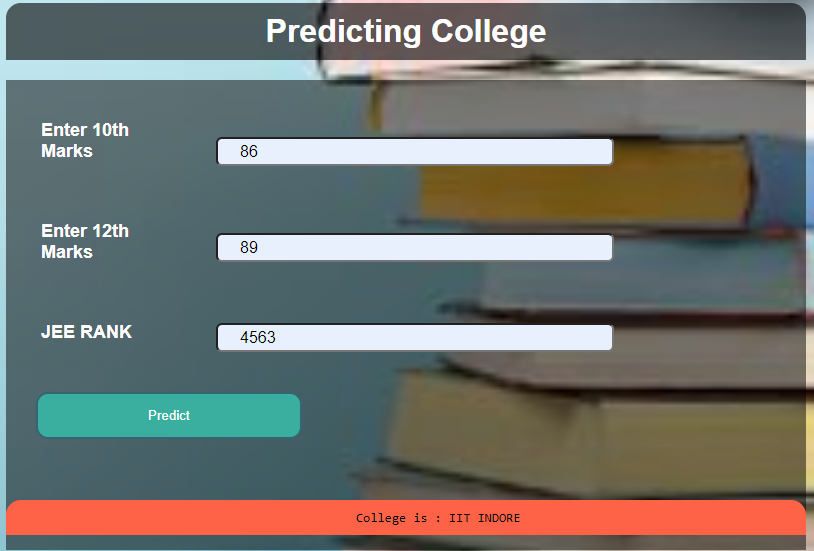 Predicting College
Enter 10th
Marks
86
Enter 12th
Marks
89
JEE RANK
4563
Predict
College is : IIT INDORE